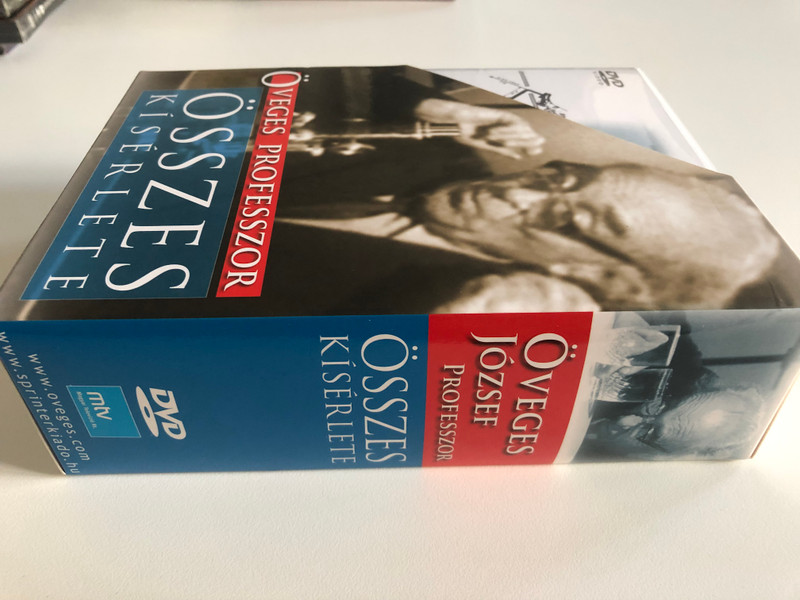 ÖVEGES PROFESSZOR
ÖSSZES
KÍSÉRLETE
DVD
ÖVEGES
JÓZSEF
PROFESSZOR
ÖSSZES
KÍSÉRLETE
DVD
mtv
www.oveges.com
www.sprinterkiado.hu